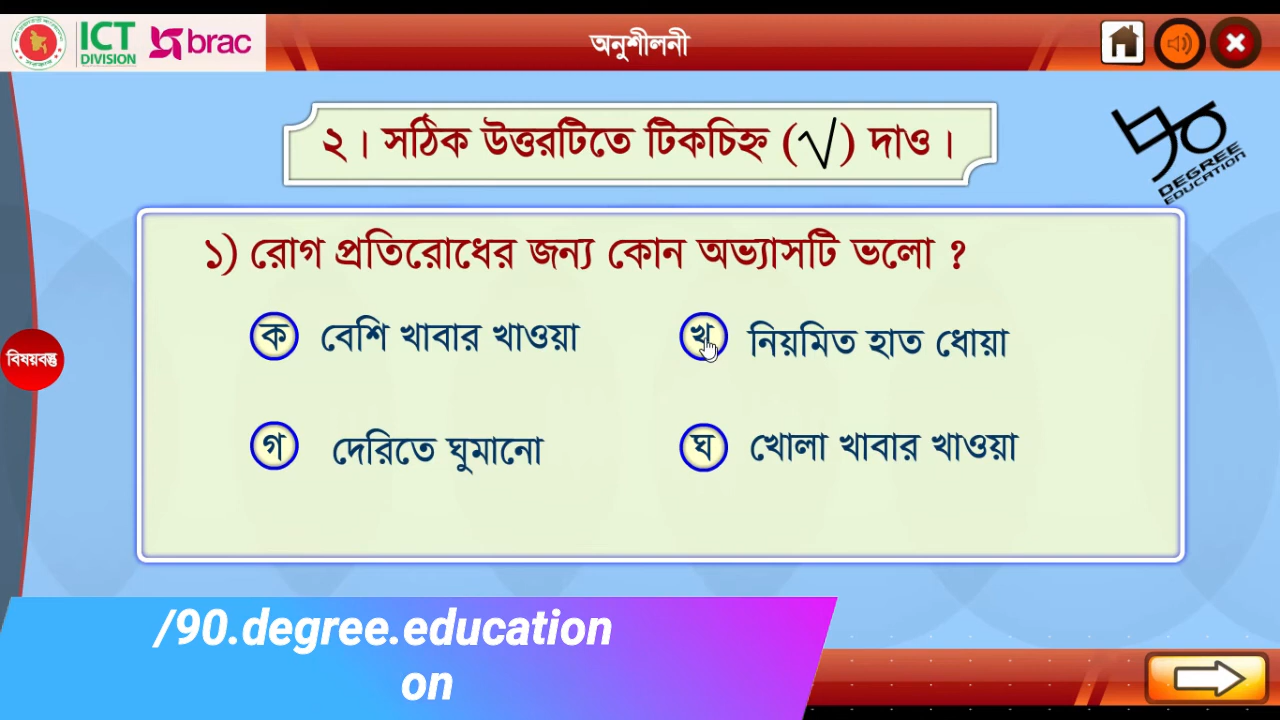 ICT
DIVISION
brac
অনুশীলনী
২। সঠিক উত্তরটিতে টিকচিহ্ন (√) দাও।
DEGREE
EDUCATION
১) রোগ প্রতিরোধের জন্য কোন অভ্যাসটি ভলো ?
ক বেশি খাবার খাওয়া
খ নিয়মিত হাত ধোয়া
বিষয়বস্তু
গ দেরিতে ঘুমানো
ঘ খোলা খাবার খাওয়া
/90.degree.education
on